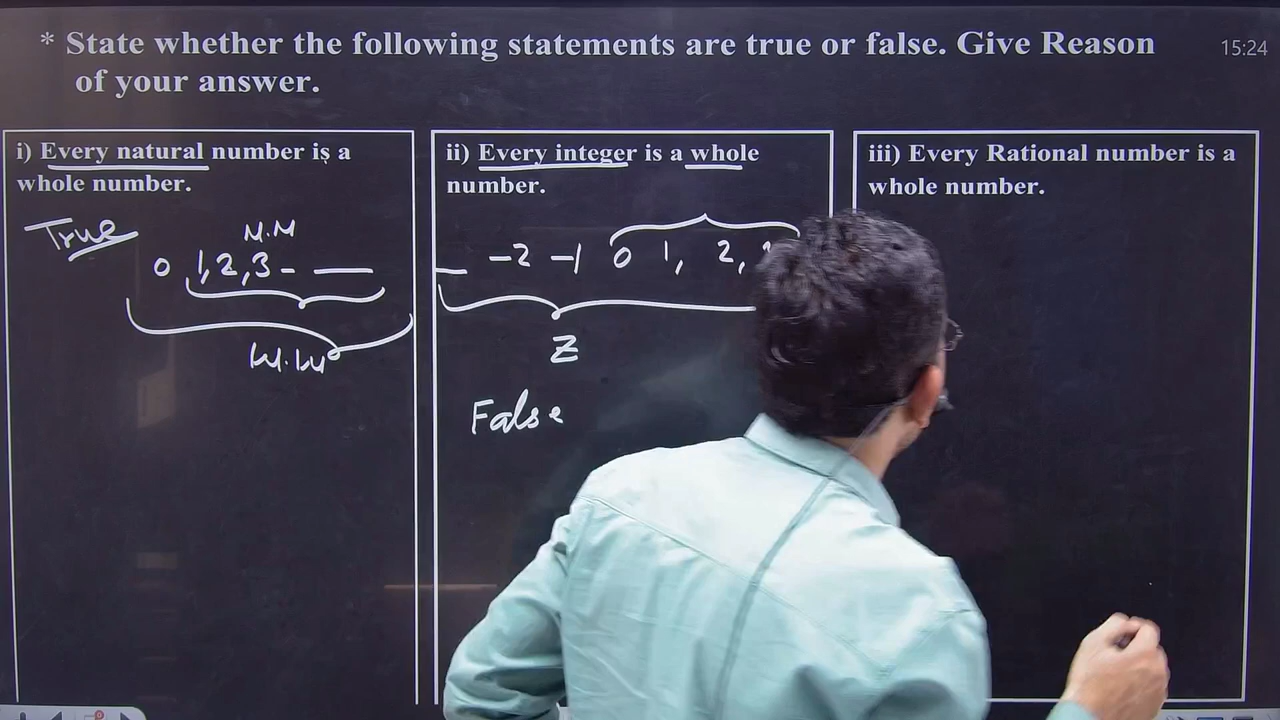 * State whether the following statements are true or false. Give Reason
of your answer.
15:24
i) Every natural number is a
whole number.
True
N.N
0 1,2,3- —
W.W
ii) Every integer is a whole
number.
— -2 -1 0 1, 2,
Z
False
iii) Every Rational number is a
whole number.